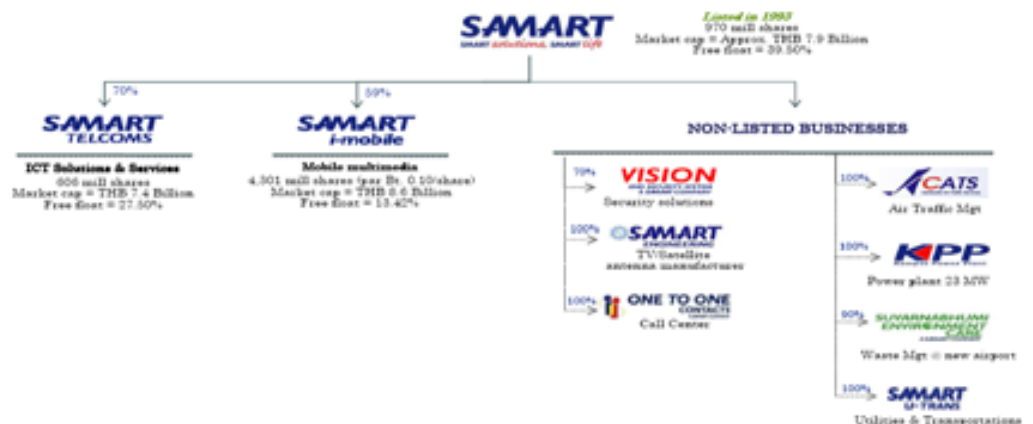 SAMART
SMART solutions, SMART life
Listed in 1993
970 mill shares
Market cap = Approx. THB 7.9 Billion
Free float = 39.50%
70%
59%
SAMART
TELCOMS
SAMART
i-mobile
NON-LISTED BUSINESSES
ICT Solutions & Services
606 mill shares
Market cap = THB 7.4 Billion
Free float = 27.50%
Mobile multimedia
4,301 mill shares (par Bt. 0.10/share)
Market cap = THB 8.6 Billion
Free float = 13.42%
70%
VISION
AND SECURITY SYSTEM
Security solutions
100%
SAMART
ENGINEERING
TV/Satellite
antenna manufacturer
100%
ONE TO ONE
CONTACTS
Call Center
100%
CATS
Air Traffic Mgt
100%
KPP
Power plant 23 MW
90%
SUVARNABHUMI
ENVIRONMENT
CARE
Waste Mgt @ new airport
100%
SAMART
U-TRANS
Utilities & Transportations